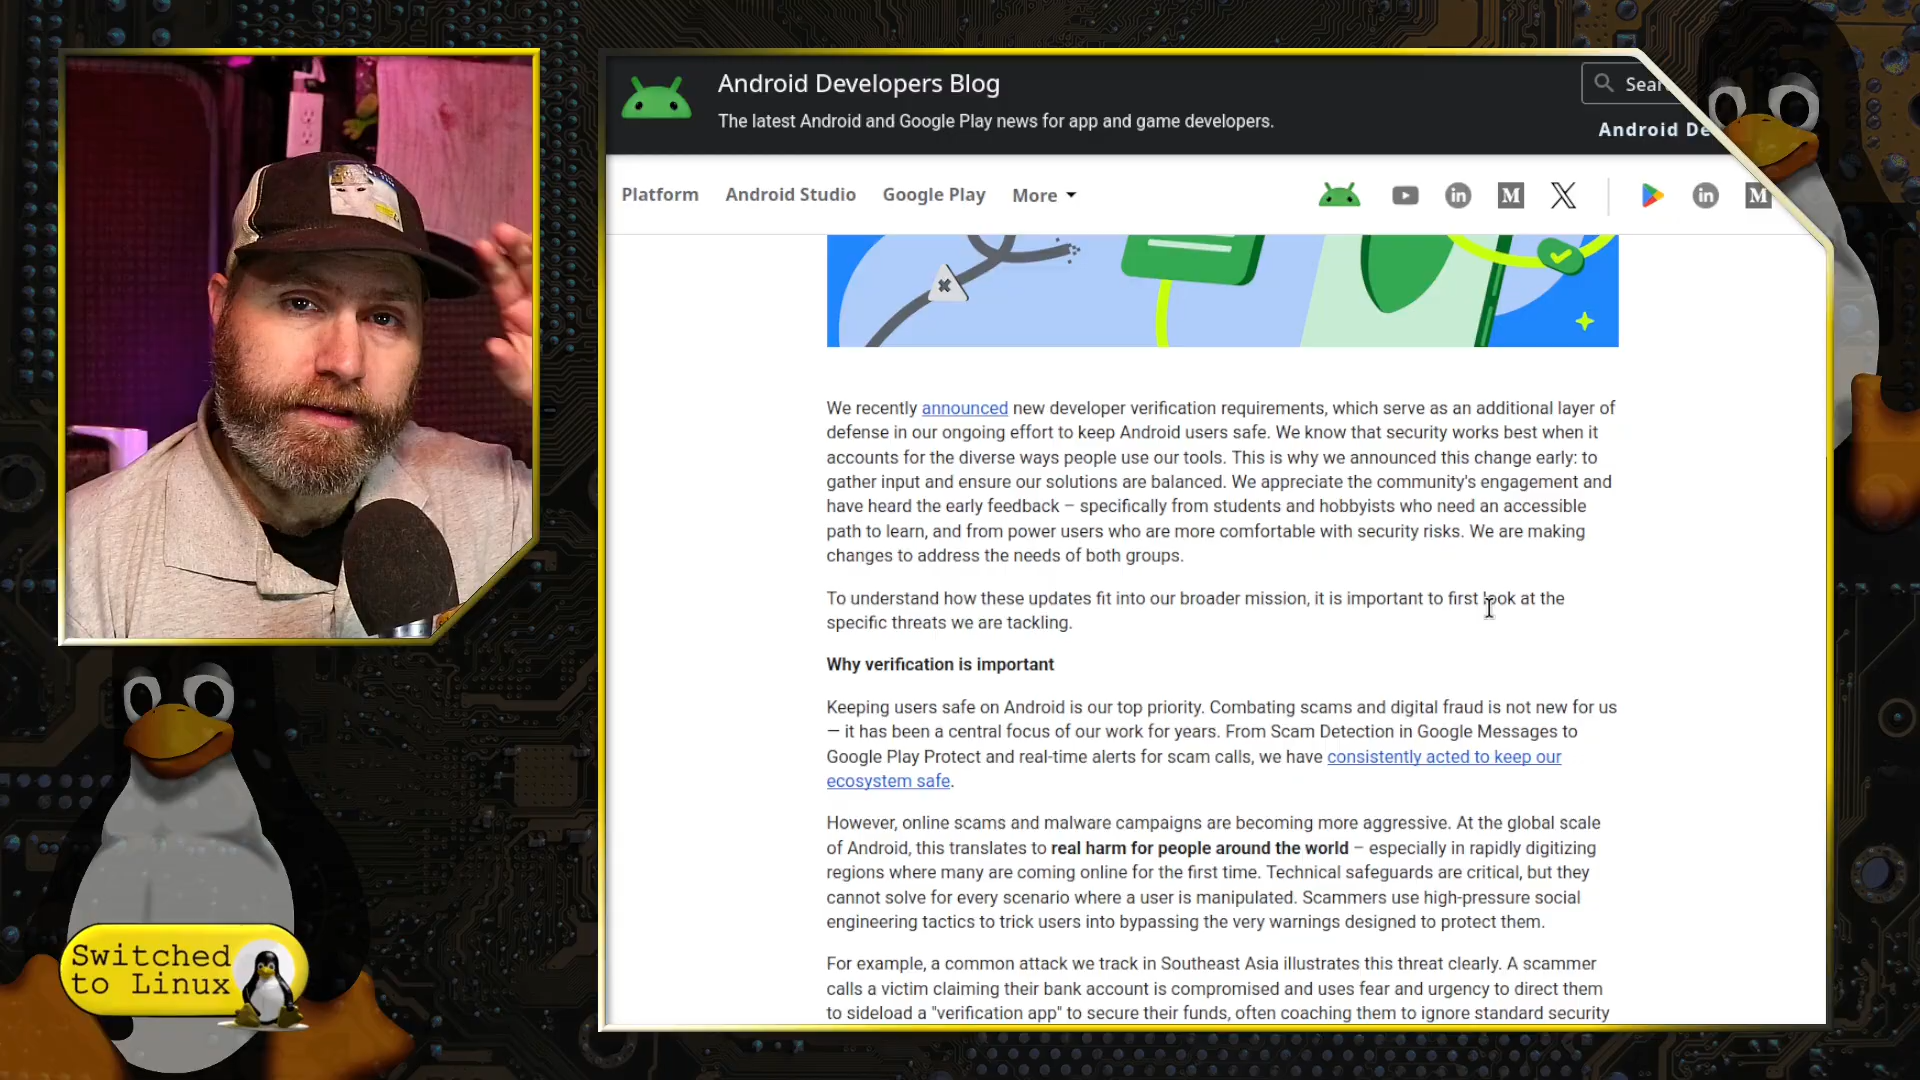 Android Developers Blog
The latest Android and Google Play news for app and game developers.
Sear
Android De
Platform Android Studio Google Play More
We recently announced new developer verification requirements, which serve as an additional layer of
defense in our ongoing effort to keep Android users safe. We know that security works best when it
accounts for the diverse ways people use our tools. This is why we announced this change early: to
gather input and ensure our solutions are balanced. We appreciate the community's engagement and
have heard the early feedback – specifically from students and hobbyists who need an accessible
path to learn, and from power users who are more comfortable with security risks. We are making
changes to address the needs of both groups.
To understand how these updates fit into our broader mission, it is important to first look at the
specific threats we are tackling.
Why verification is important
Keeping users safe on Android is our top priority. Combating scams and digital fraud is not new for us
— it has been a central focus of our work for years. From Scam Detection in Google Messages to
Google Play Protect and real-time alerts for scam calls, we have consistently acted to keep our
ecosystem safe.
However, online scams and malware campaigns are becoming more aggressive. At the global scale
of Android, this translates to real harm for people around the world – especially in rapidly digitizing
regions where many are coming online for the first time. Technical safeguards are critical, but they
cannot solve for every scenario where a user is manipulated. Scammers use high-pressure social
engineering tactics to trick users into bypassing the very warnings designed to protect them.
For example, a common attack we track in Southeast Asia illustrates this threat clearly. A scammer
calls a victim claiming their bank account is compromised and uses fear and urgency to direct them
to sideload a "verification app" to secure their funds, often coaching them to ignore standard security
Switched
to Linux